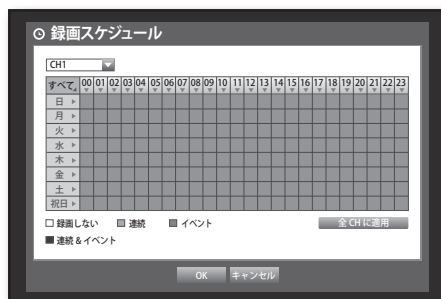 録画スケジュール
CH1
すべて 00 01 02 03 04 05 06 07 08 09 10 11 12 13 14 15 16 17 18 19 20 21 22 23
日
月
火
水
木
金
土
祝日
録画しない 連続 イベント 全 CH に適用
連続 & イベント
OK キャンセル